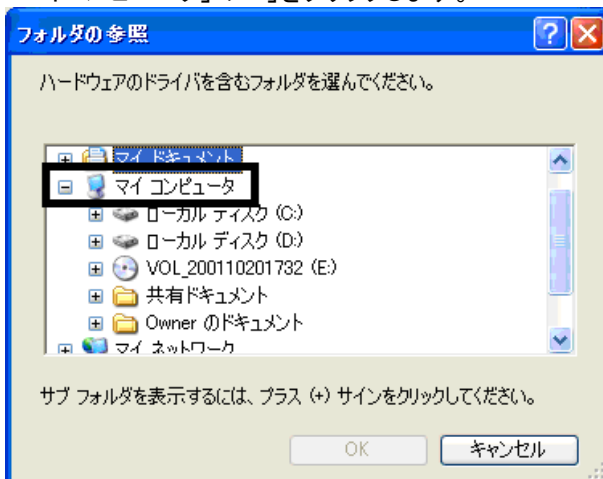 フォルダの参照
ハードウェアのドライバを含むフォルダを選んでください。
マイ ドキュメント
マイ コンピュータ
ローカル ディスク (C:)
ローカル ディスク (D:)
VOL_200110201732 (E:)
共有ドキュメント
Owner のドキュメント
マイ ネットワーク
サブ フォルダを表示するには、プラス (+) サインをクリックしてください。
OK キャンセル